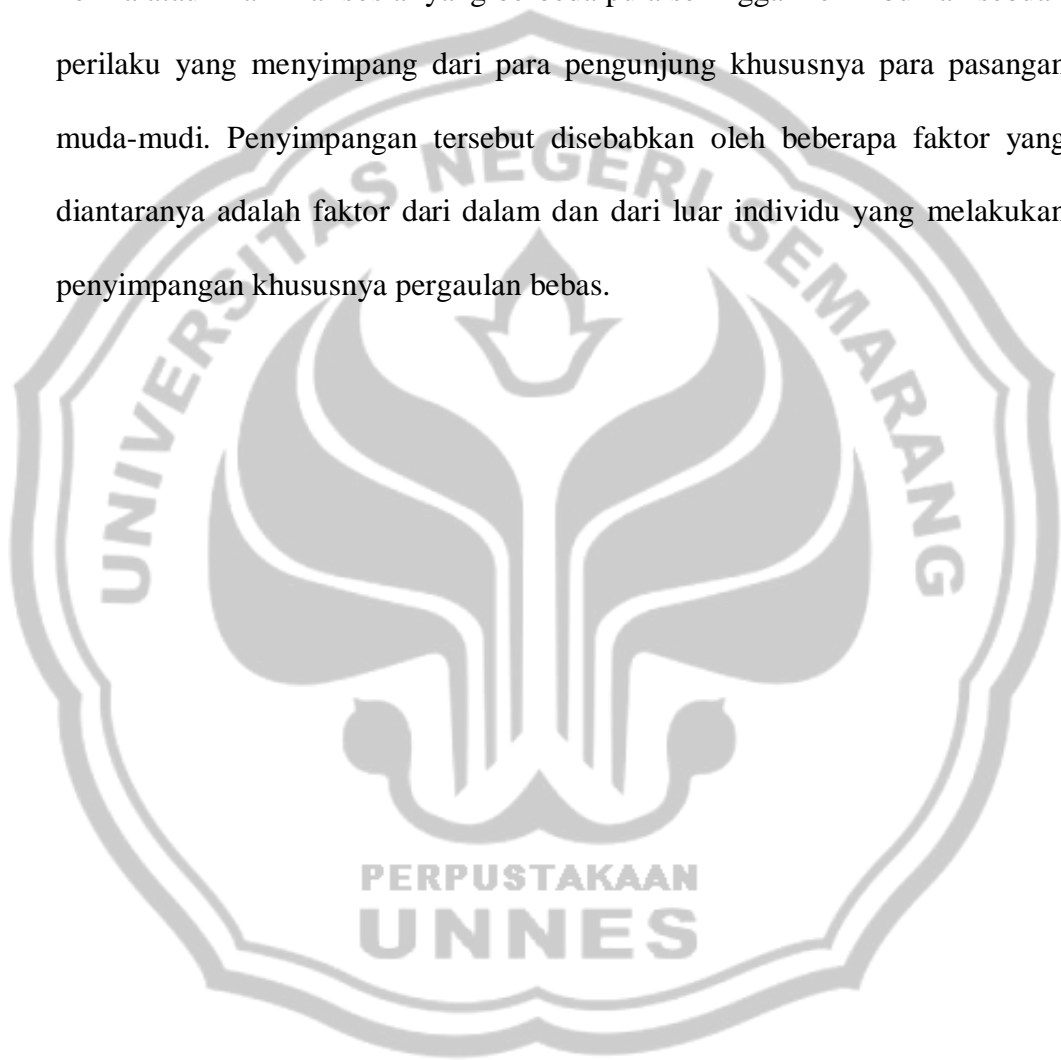 perilaku yang menyimpang dari para pengunjung khususnya para pasangan
muda-mudi. Penyimpangan tersebut disebabkan oleh beberapa faktor yang
diantaranya adalah faktor dari dalam dan dari luar individu yang melakukan
penyimpangan khususnya pergaulan bebas.
UNIVERSITAS NEGERI SEMARANG
PERPUSTAKAAN
UNNES